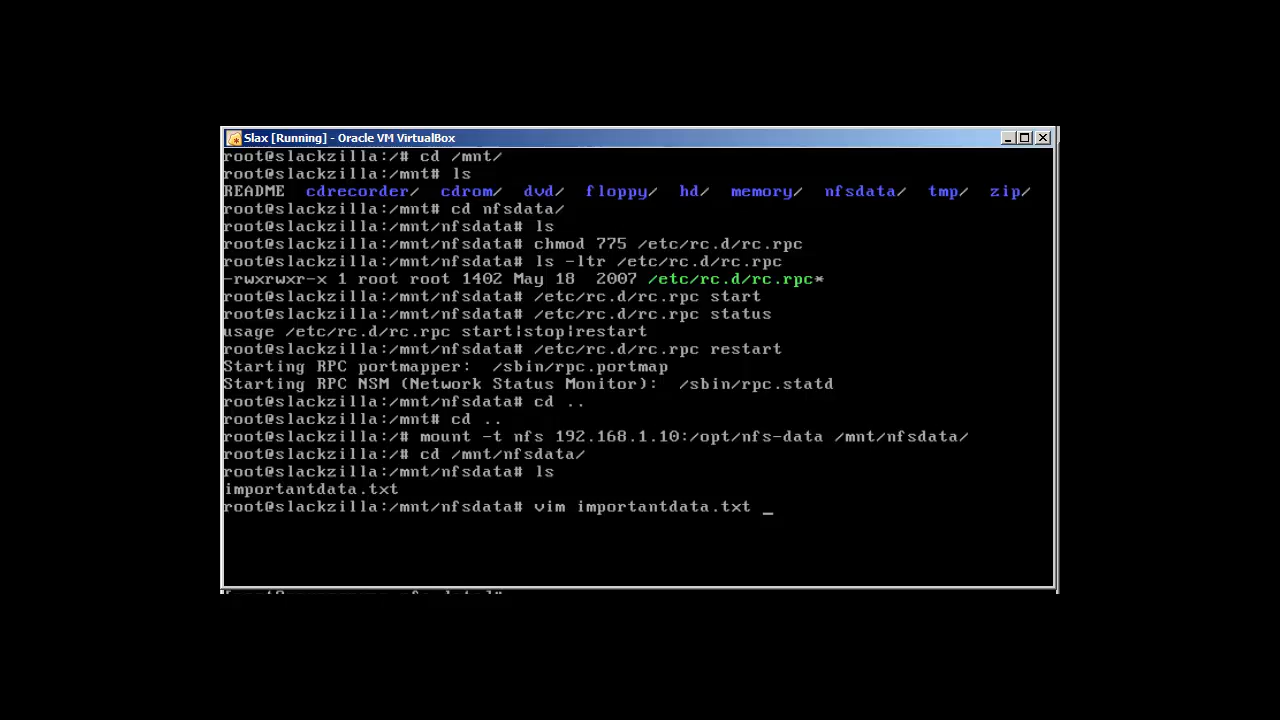 Slax [Running] - Oracle VM VirtualBox
root@slackzilla:/# cd /mnt/
root@slackzilla:/mnt# ls
README  cdrecorder/  cdrom/  dvd/  floppy/  hd/  memory/  nfsdata/  tmp/  zip/
root@slackzilla:/mnt# cd nfsdata/
root@slackzilla:/mnt/nfsdata# ls
root@slackzilla:/mnt/nfsdata# chmod 775 /etc/rc.d/rc.rpc
root@slackzilla:/mnt/nfsdata# ls -ltr /etc/rc.d/rc.rpc
-rwxrwxr-x 1 root root 1402 May 18  2007 /etc/rc.d/rc.rpc*
root@slackzilla:/mnt/nfsdata# /etc/rc.d/rc.rpc start
root@slackzilla:/mnt/nfsdata# /etc/rc.d/rc.rpc status
usage /etc/rc.d/rc.rpc start|stop|restart
root@slackzilla:/mnt/nfsdata# /etc/rc.d/rc.rpc restart
Starting RPC portmapper:  /sbin/rpc.portmap
Starting RPC NSM (Network Status Monitor):  /sbin/rpc.statd
root@slackzilla:/mnt/nfsdata# cd ..
root@slackzilla:/mnt# cd ..
root@slackzilla:/# mount -t nfs 192.168.1.10:/opt/nfs-data /mnt/nfsdata/
root@slackzilla:/# cd /mnt/nfsdata/
root@slackzilla:/mnt/nfsdata# ls
importantdata.txt
root@slackzilla:/mnt/nfsdata# vim importantdata.txt _